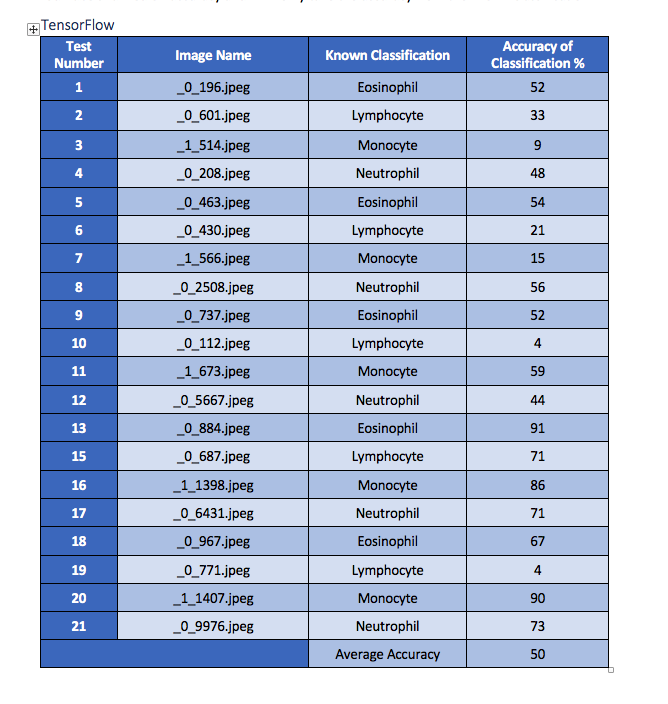 TensorFlow
Test Number Image Name Known Classification Accuracy of Classification %
1 _0_196.jpeg Eosinophil 52
2 _0_601.jpeg Lymphocyte 33
3 _1_514.jpeg Monocyte 9
4 _0_208.jpeg Neutrophil 48
5 _0_463.jpeg Eosinophil 54
6 _0_430.jpeg Lymphocyte 21
7 _1_566.jpeg Monocyte 15
8 _0_2508.jpeg Neutrophil 56
9 _0_737.jpeg Eosinophil 52
10 _0_112.jpeg Lymphocyte 4
11 _1_673.jpeg Monocyte 59
12 _0_5667.jpeg Neutrophil 44
13 _0_884.jpeg Eosinophil 91
15 _0_687.jpeg Lymphocyte 71
16 _1_1398.jpeg Monocyte 86
17 _0_6431.jpeg Neutrophil 71
18 _0_967.jpeg Eosinophil 67
19 _0_771.jpeg Lymphocyte 4
20 _1_1407.jpeg Monocyte 90
21 _0_9976.jpeg Neutrophil 73
Average Accuracy 50